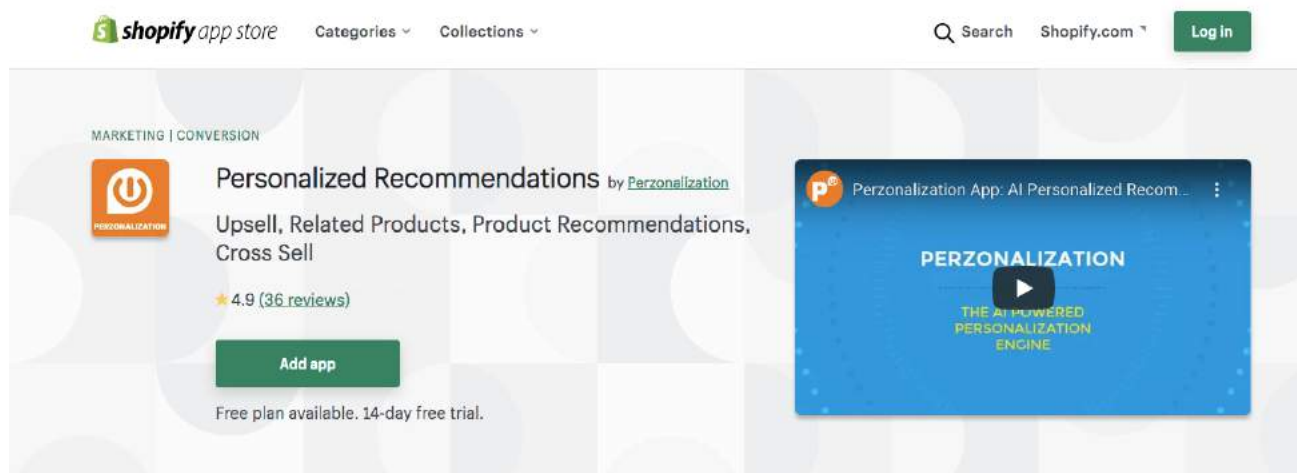 shopify app store Categories Collections Search Shopify.com Log in
MARKETING | CONVERSION
PERZONALIZATION
Personalized Recommendations by Perzonalization
Upsell, Related Products, Product Recommendations,
Cross Sell
4.9 (36 reviews)
Add app
Free plan available. 14-day free trial.
Perzonalization App: AI Personalized Recom...
PERZONALIZATION
THE AI POWERED
PERSONALIZATION
ENGINE